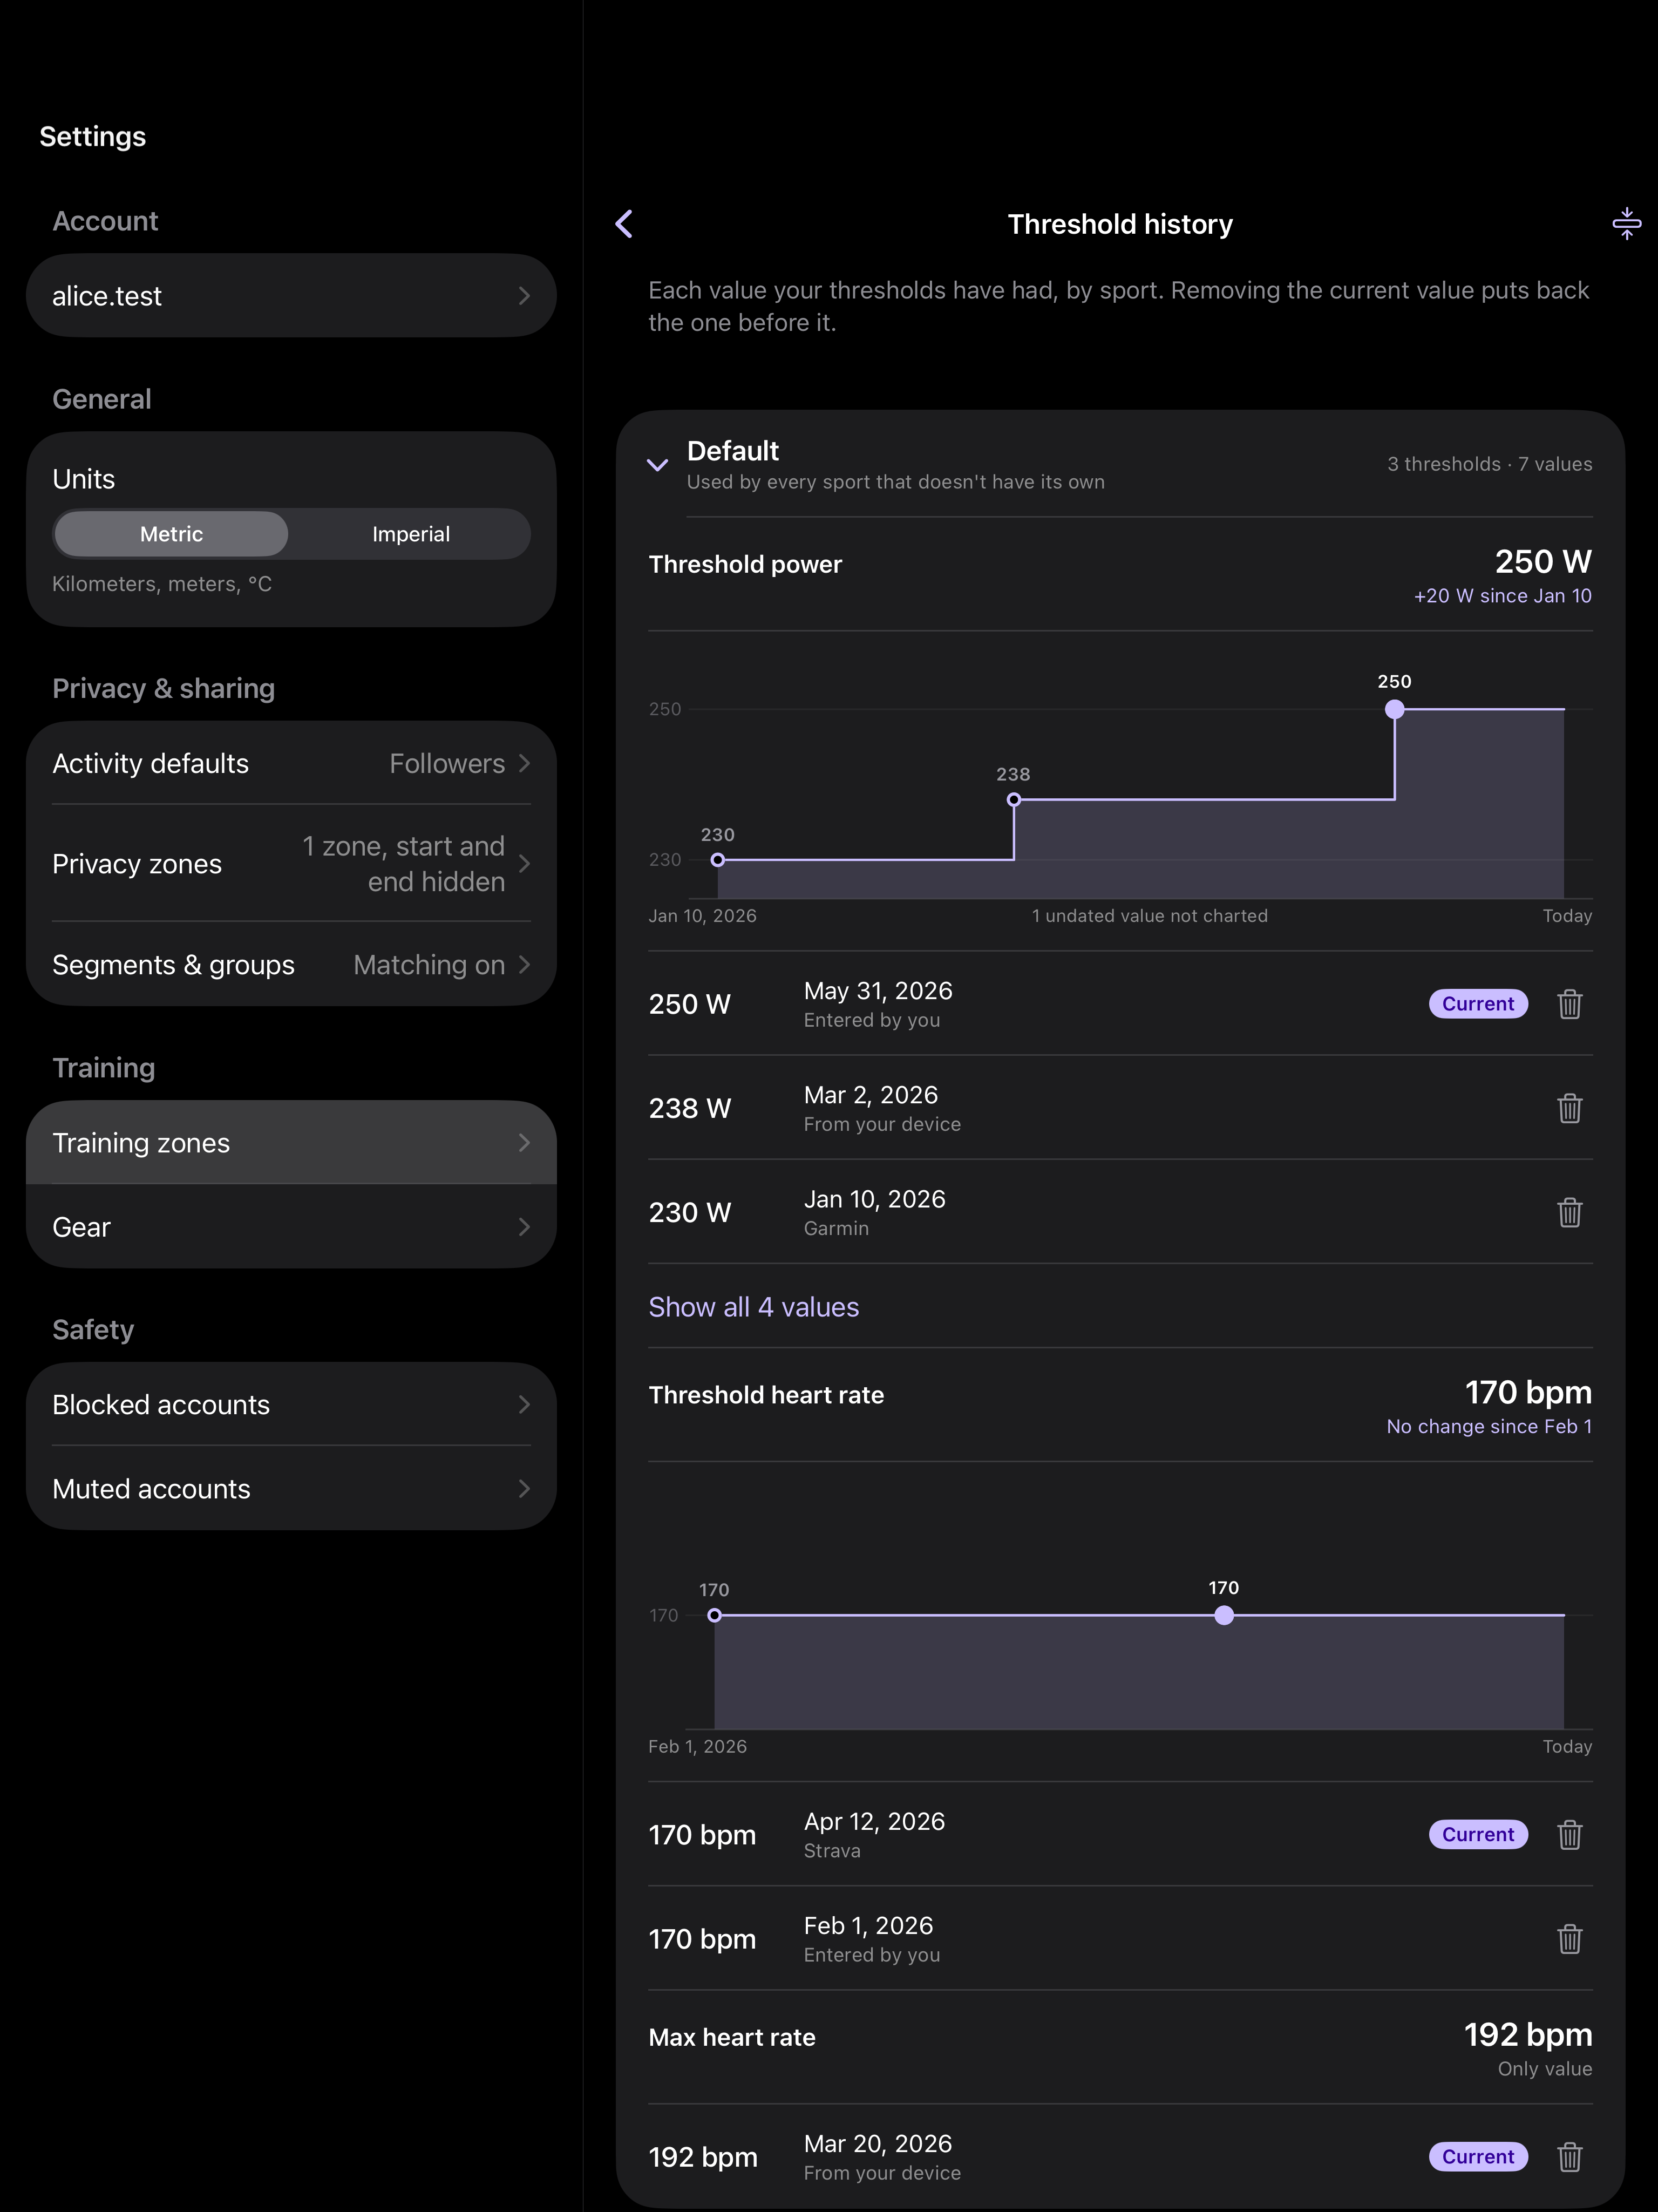 Settings
Account
alice.test
General
Units
Metric
Imperial
Kilometers, meters, °C
Privacy & sharing
Activity defaults
Followers
Privacy zones
1 zone, start and
end hidden
Segments & groups
Matching on
Training
Training zones
Gear
Safety
Blocked accounts
Muted accounts
Threshold history
Each value your thresholds have had, by sport. Removing the current value puts back
the one before it.
Default
Used by every sport that doesn't have its own
3 thresholds · 7 values
Threshold power
250 W
+20 W since Jan 10
250
250
238
230
230
Jan 10, 2026
1 undated value not charted
Today
250 W
May 31, 2026
Entered by you
Current
238 W
Mar 2, 2026
From your device
230 W
Jan 10, 2026
Garmin
Show all 4 values
Threshold heart rate
170 bpm
No change since Feb 1
170
170
170
Feb 1, 2026
Today
170 bpm
Apr 12, 2026
Strava
Current
170 bpm
Feb 1, 2026
Entered by you
Max heart rate
192 bpm
Only value
192 bpm
Mar 20, 2026
From your device
Current